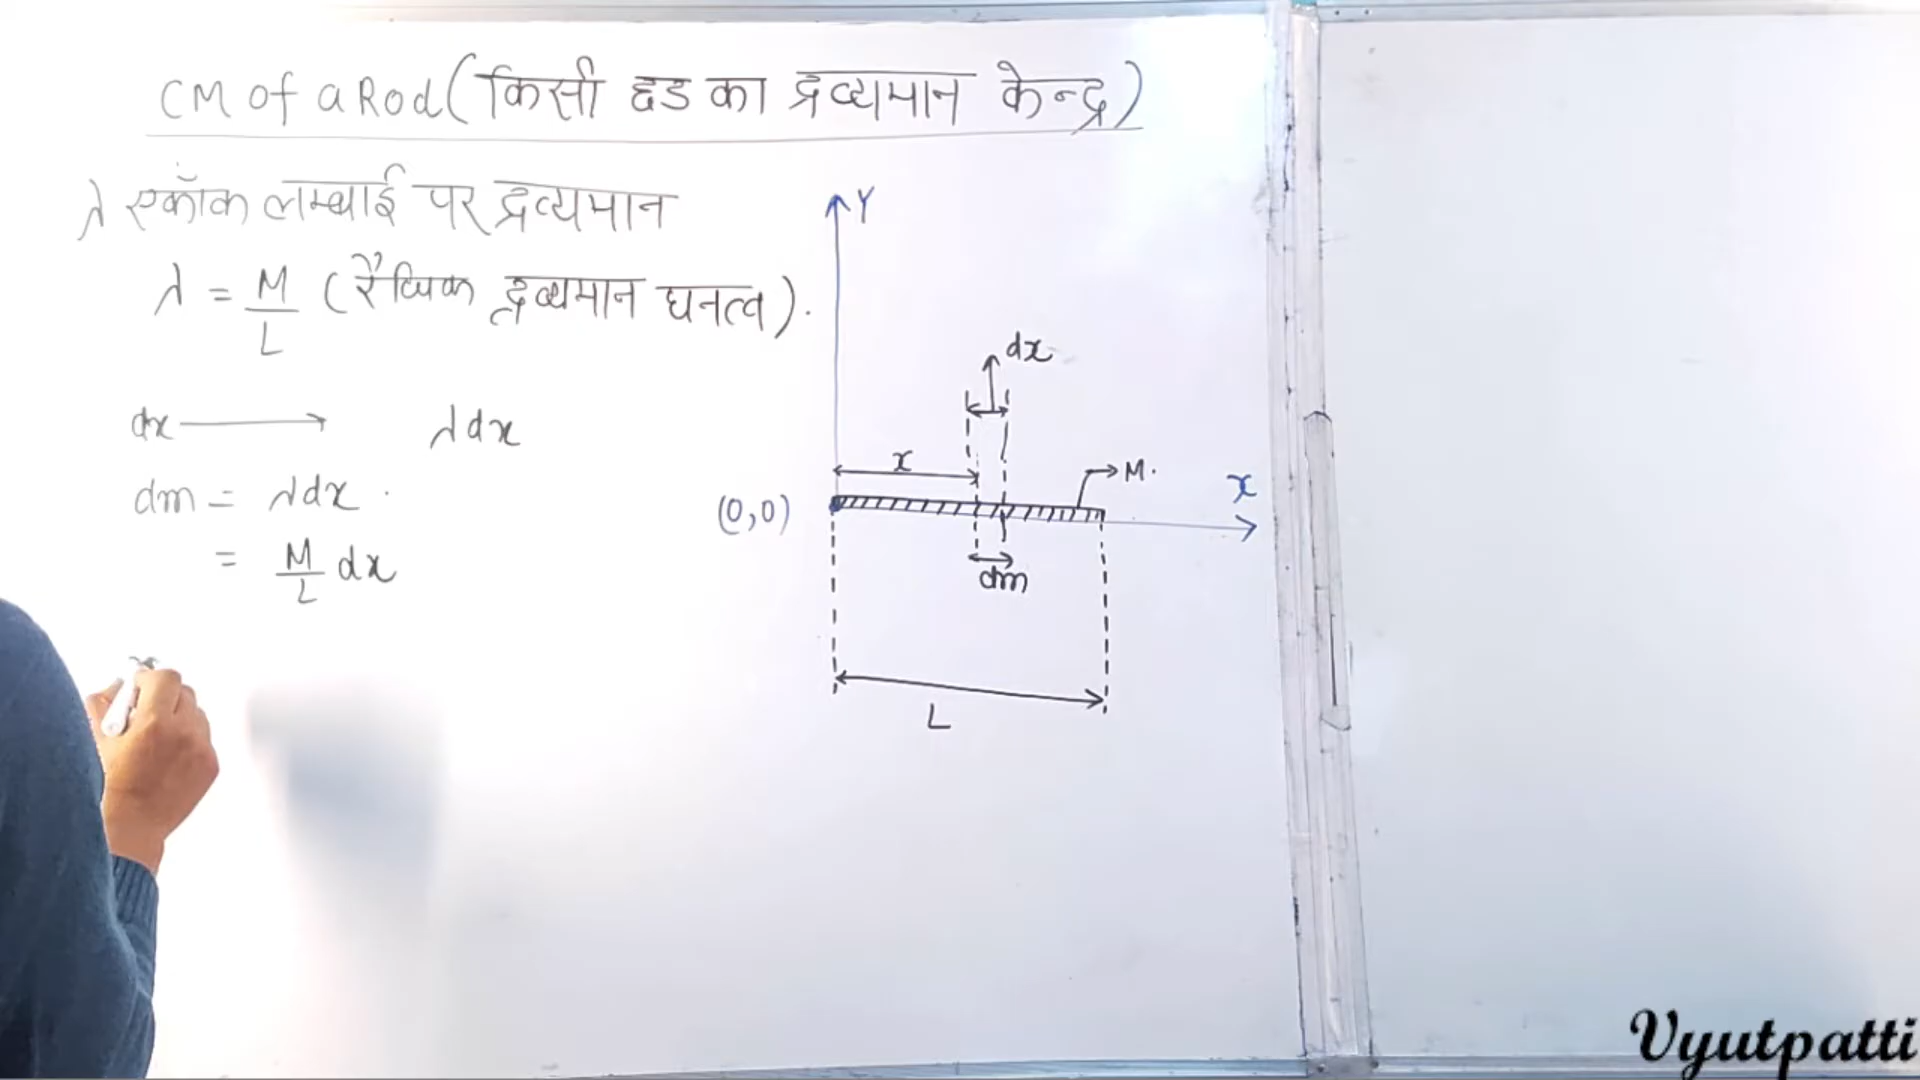 CM of a Rod (किसी छड का द्रव्यमान केन्द्र)
λ एकाँक लम्बाई पर द्रव्यमान
λ = M/L (रैखिक द्रव्यमान घनत्व).
dx ⟶ λdx
dm = λdx.
= M/L dx
Y
dx
x
M.
x
(0,0)
dm
L
Vyutpatti